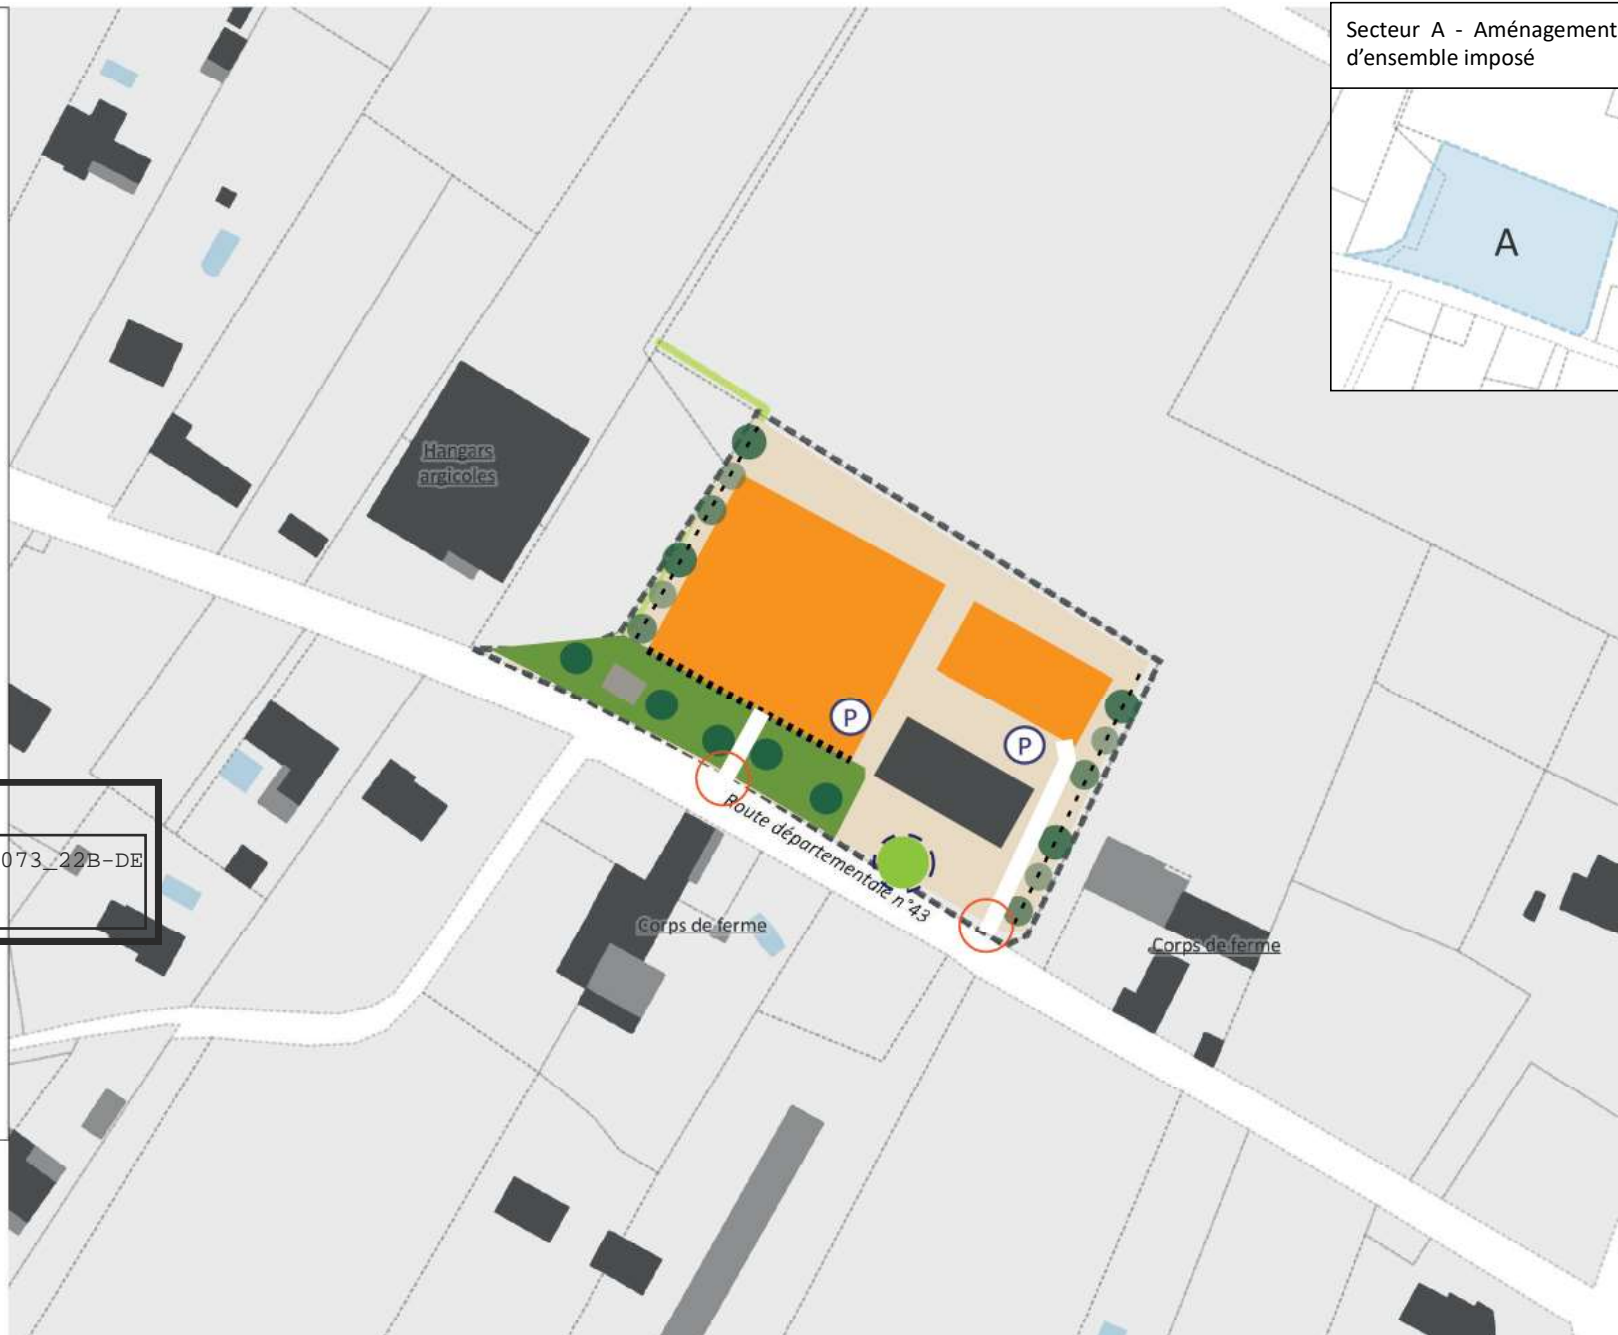 Secteur A - Aménagement
d'ensemble imposé
A
Hangars
argicoles
P
P
Route départementale n°43
073_22B-DE
Corps de ferme
Corps de ferme